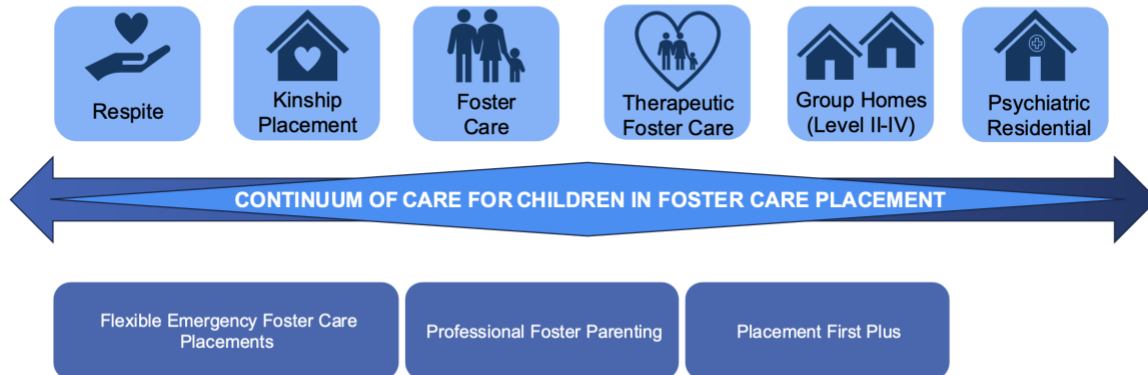 Respite
Kinship
Placement
Foster
Care
Therapeutic
Foster Care
Group Homes
(Level II-IV)
Psychiatric
Residential
CONTINUUM OF CARE FOR CHILDREN IN FOSTER CARE PLACEMENT
Flexible Emergency Foster Care
Placements
Professional Foster Parenting
Placement First Plus